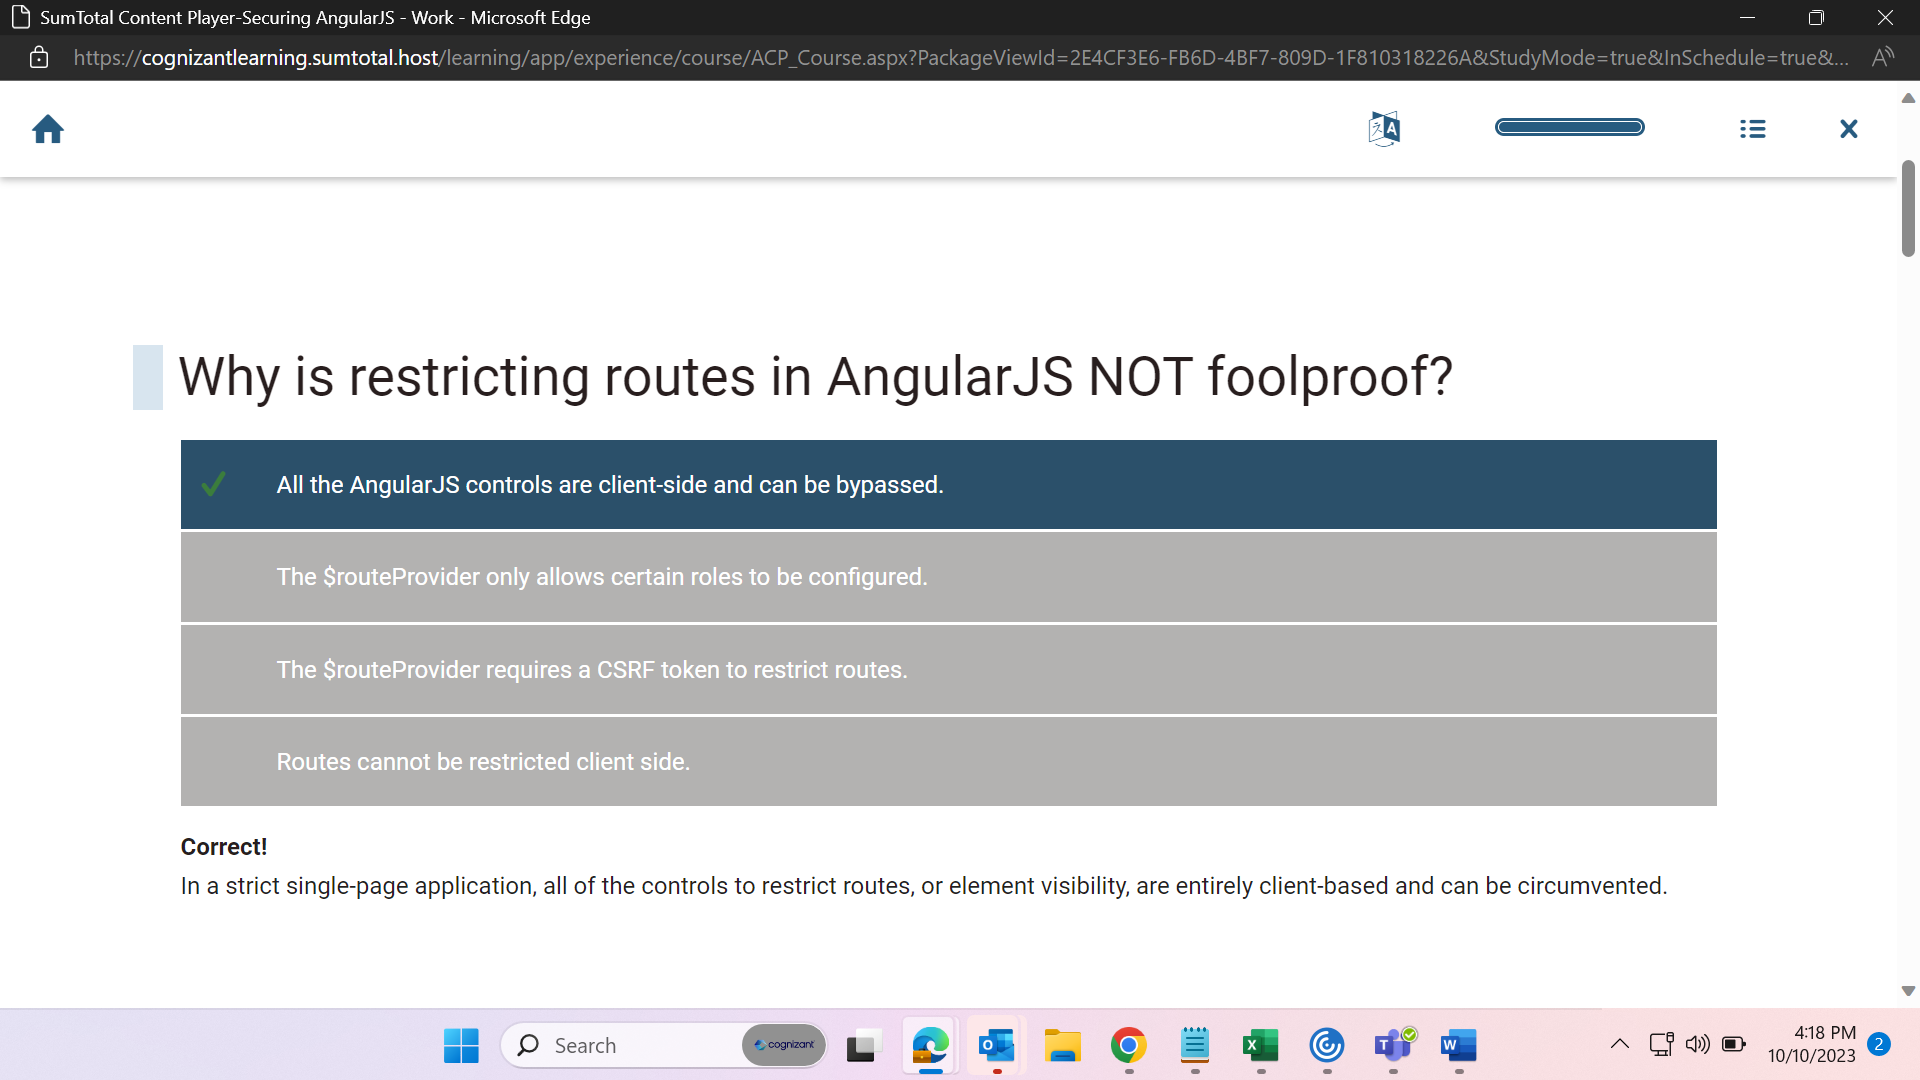 SumTotal Content Player-Securing AngularJS - Work - Microsoft Edge
https://cognizantlearning.sumtotal.host/learning/app/experience/course/ACP_Course.aspx?PackageViewId=2E4CF3E6-FB6D-4BF7-809D-1F810318226A&StudyMode=true&InSchedule=true&...
Why is restricting routes in AngularJS NOT foolproof?
All the AngularJS controls are client-side and can be bypassed.
The $routeProvider only allows certain roles to be configured.
The $routeProvider requires a CSRF token to restrict routes.
Routes cannot be restricted client side.
Correct!
In a strict single-page application, all of the controls to restrict routes, or element visibility, are entirely client-based and can be circumvented.
Search
cognizant
4:18 PM
10/10/2023
2